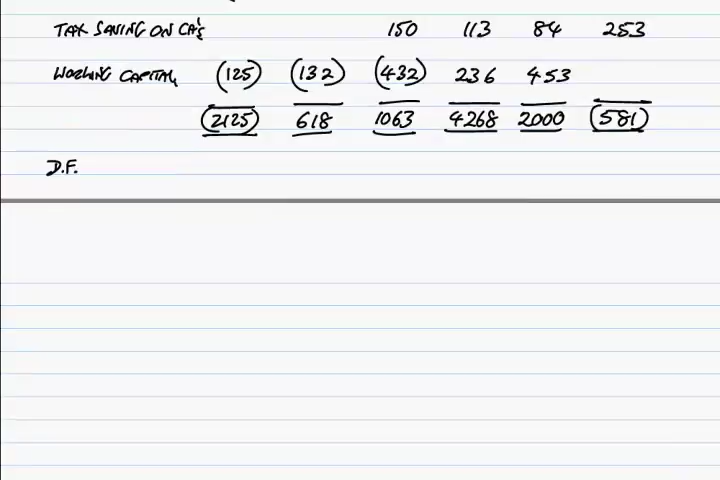 TAX SAVING ON CA's 150 113 84 253
WORKING CAPITAL (125) (132) (432) 236 453
(2125) 618 1063 4268 2000 (581)
D.F.